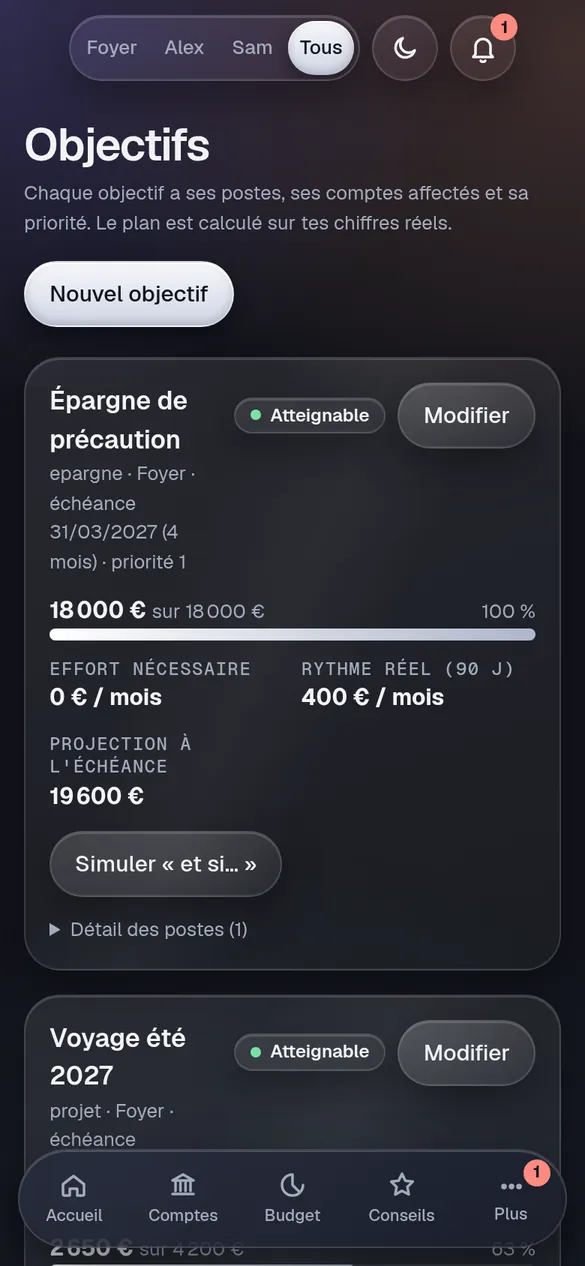 Foyer Alex Sam Tous 1
Objectifs
Chaque objectif a ses postes, ses comptes affectés et sa
priorité. Le plan est calculé sur tes chiffres réels.
Nouvel objectif
Épargne de
précaution
Atteignable
Modifier
epargne · Foyer ·
échéance
31/03/2027 (4
mois) · priorité 1
18 000 € sur 18 000 € 100 %
EFFORT NÉCESSAIRE
0 € / mois
RYTHME RÉEL (90 J)
400 € / mois
PROJECTION À
L'ÉCHÉANCE
19 600 €
Simuler « et si... »
Détail des postes (1)
Voyage été
2027
Atteignable
Modifier
projet · Foyer ·
échéance
2 650 € sur 4 200 € 63 %
Accueil Comptes Budget Conseils Plus 1